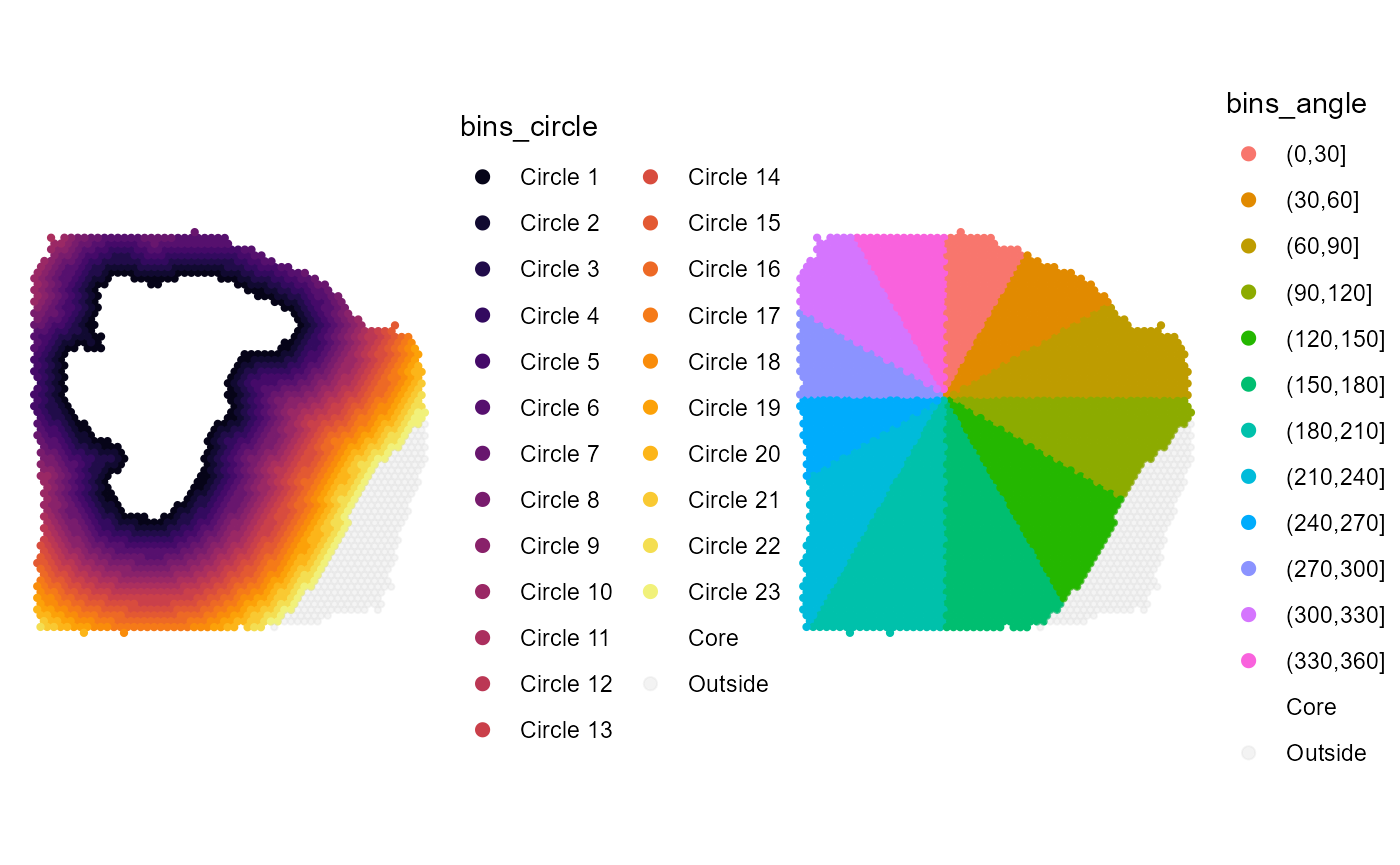 bins_circle
Circle 1
Circle 2
Circle 3
Circle 4
Circle 5
Circle 6
Circle 7
Circle 8
Circle 9
Circle 10
Circle 11
Circle 12
Circle 13
Circle 14
Circle 15
Circle 16
Circle 17
Circle 18
Circle 19
Circle 20
Circle 21
Circle 22
Circle 23
Core
Outside
bins_angle
(0,30]
(30,60]
(60,90]
(90,120]
(120,150]
(150,180]
(180,210]
(210,240]
(240,270]
(270,300]
(300,330]
(330,360]
Core
Outside